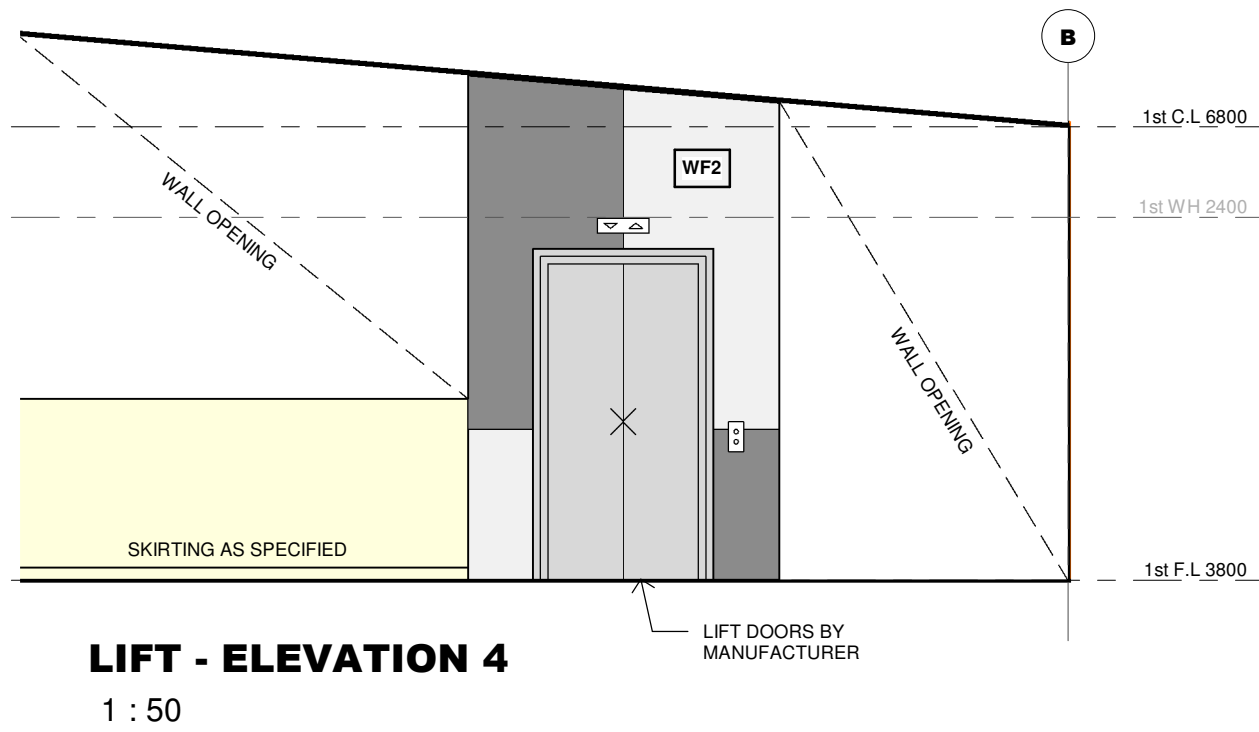 B
1st C.L 6800
WF2
WALL OPENING
1st WH 2400
WALL OPENING
SKIRTING AS SPECIFIED
1st F.L 3800
LIFT DOORS BY
MANUFACTURER
LIFT - ELEVATION 4
1 : 50